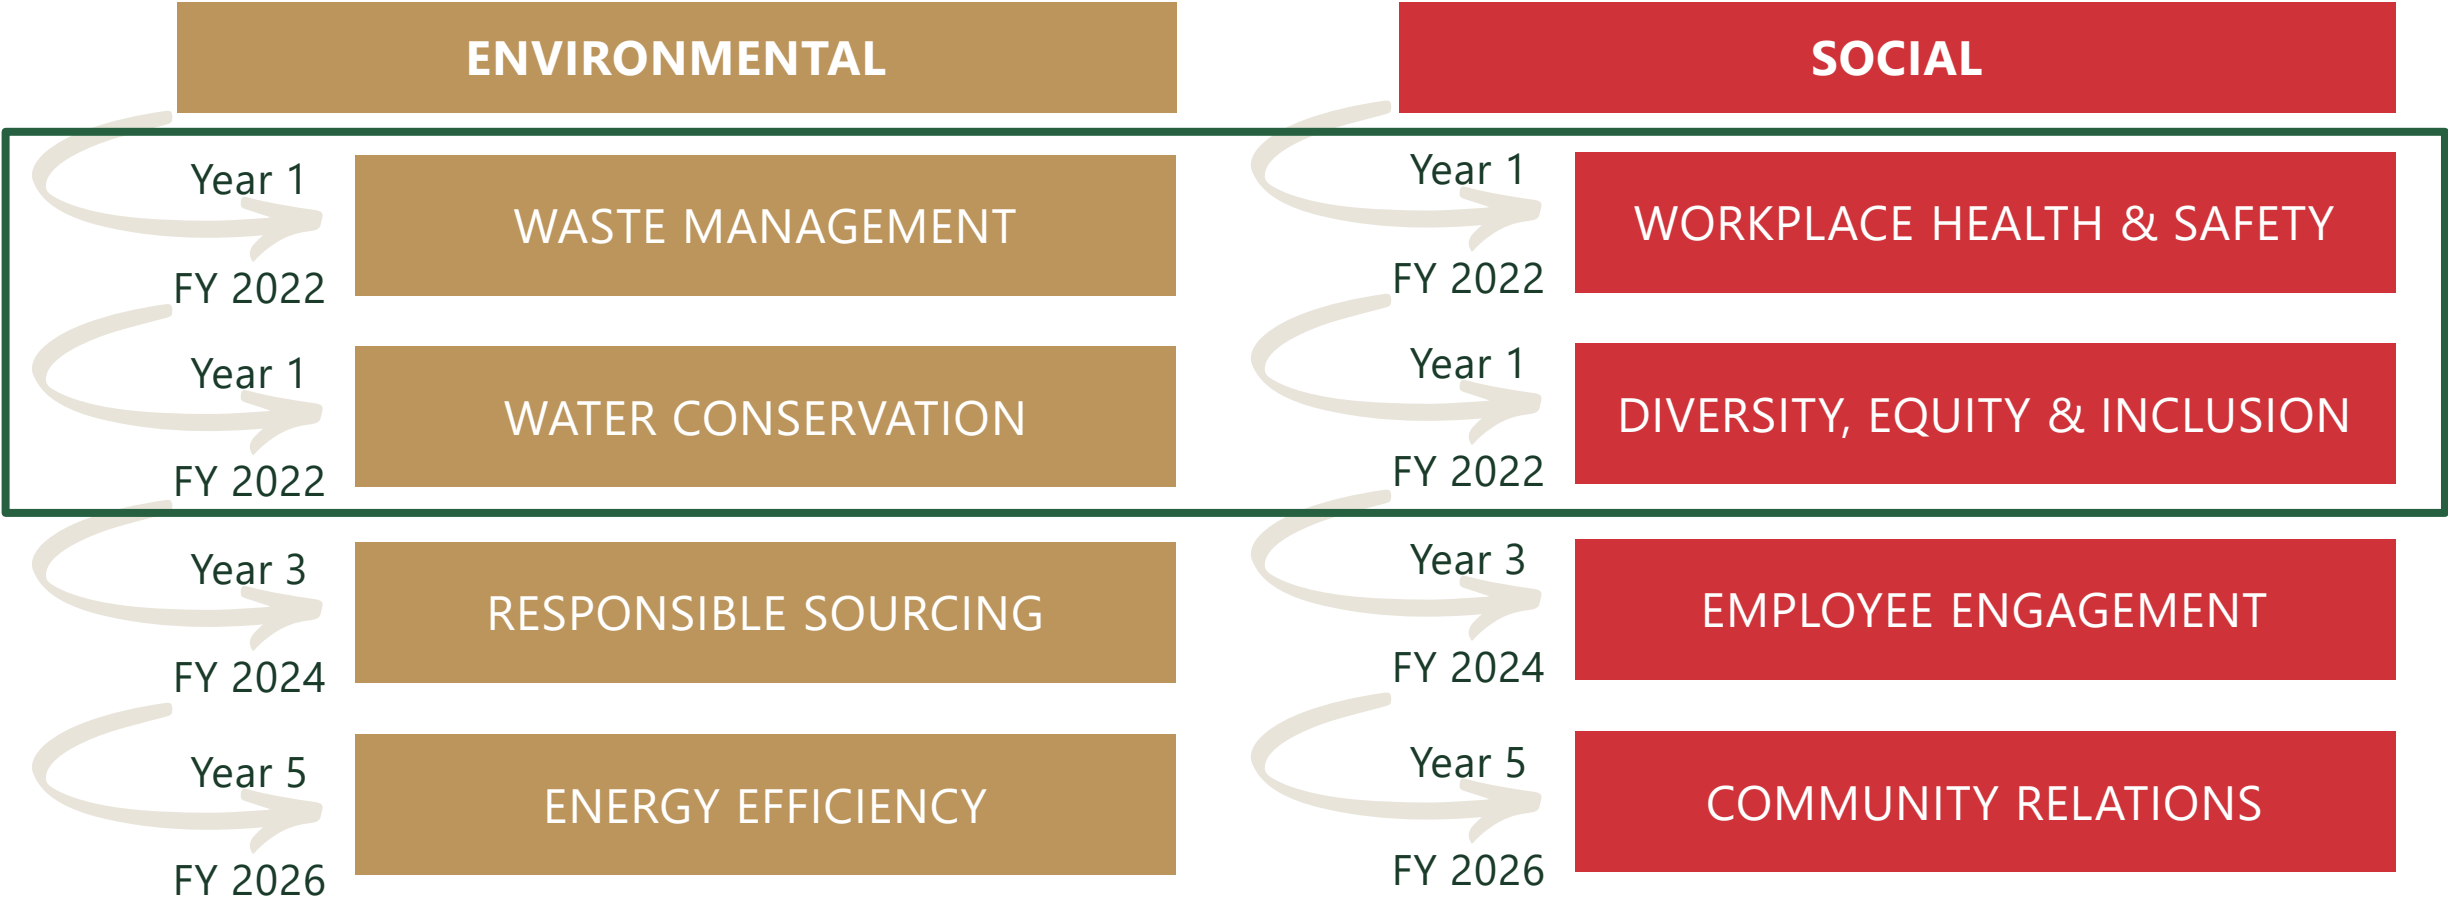 ENVIRONMENTAL
Year 1
FY 2022
WASTE MANAGEMENT
Year 1
FY 2022
WATER CONSERVATION
Year 3
FY 2024
RESPONSIBLE SOURCING
Year 5
FY 2026
ENERGY EFFICIENCY
SOCIAL
Year 1
FY 2022
WORKPLACE HEALTH & SAFETY
Year 1
FY 2022
DIVERSITY, EQUITY & INCLUSION
Year 3
FY 2024
EMPLOYEE ENGAGEMENT
Year 5
FY 2026
COMMUNITY RELATIONS